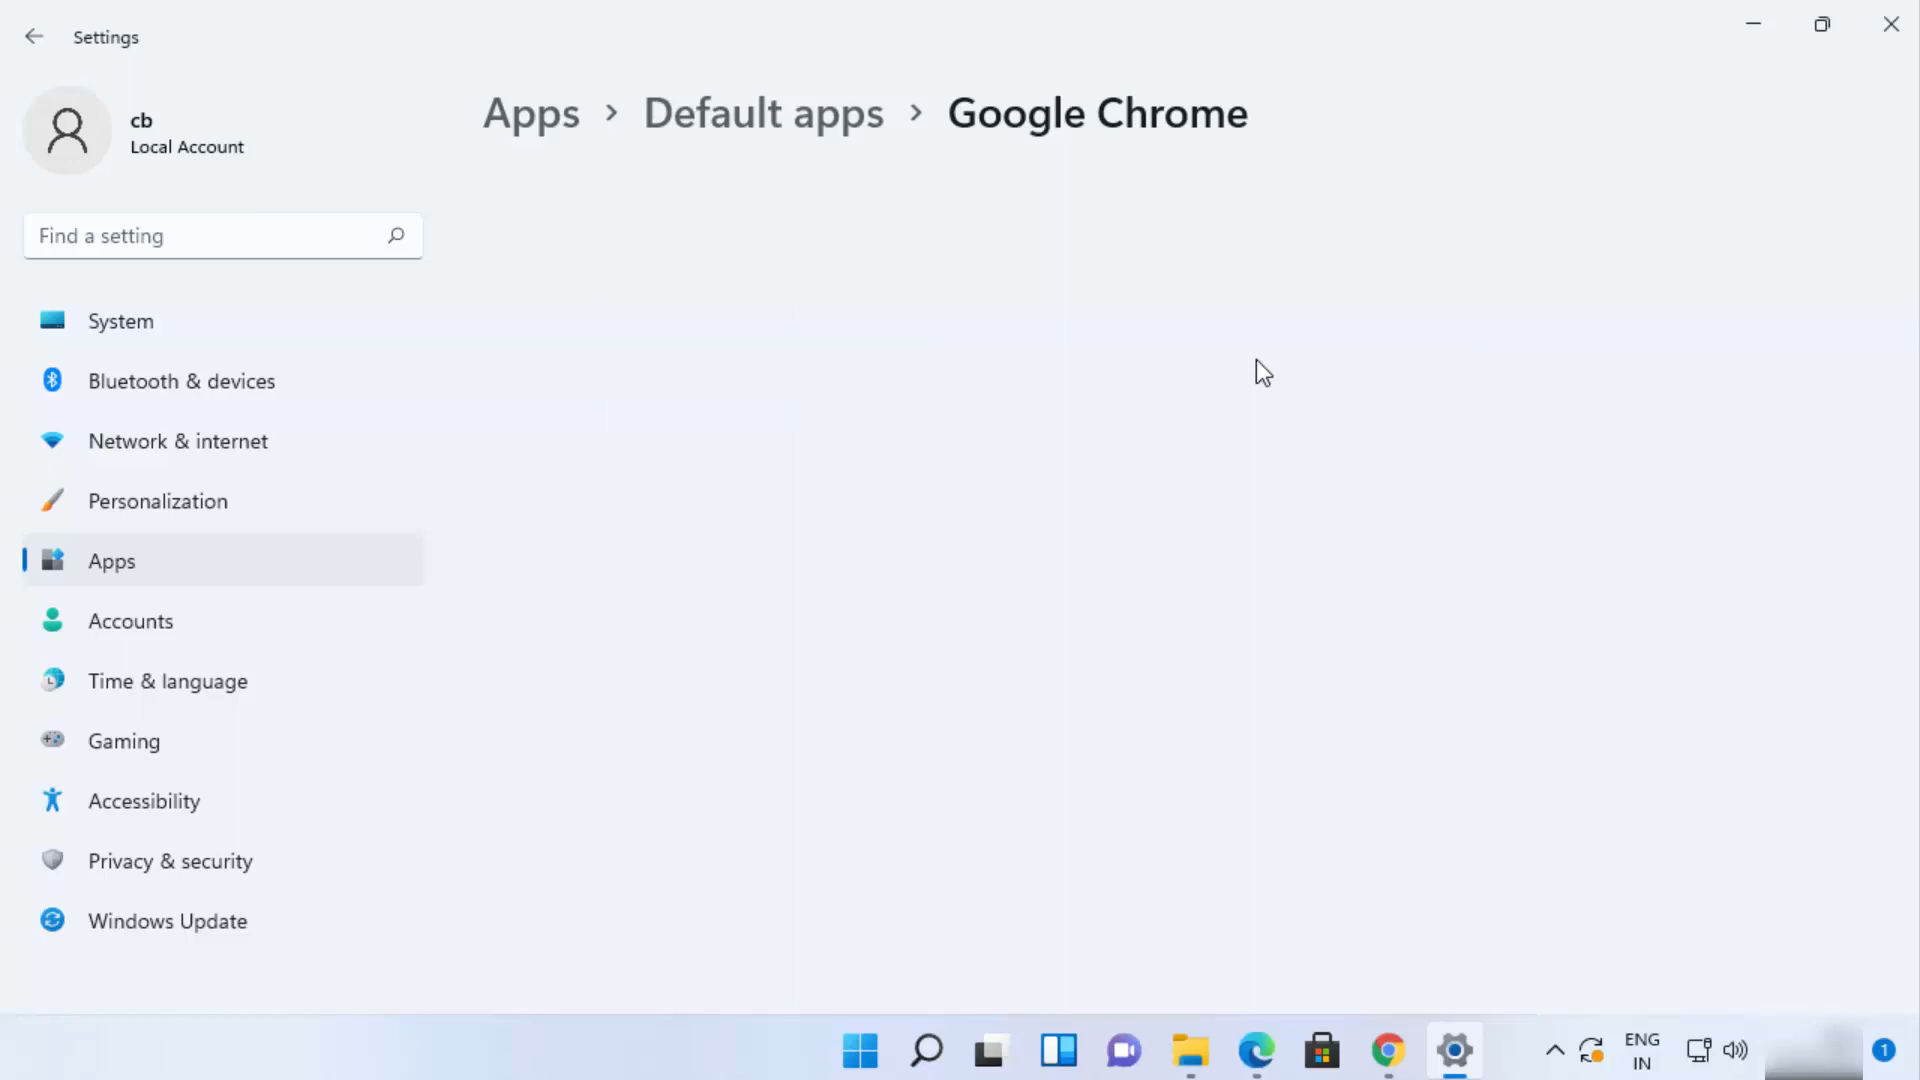 Settings
cb
Local Account
Apps > Default apps > Google Chrome
Find a setting
System
Bluetooth & devices
Network & internet
Personalization
Apps
Accounts
Time & language
Gaming
Accessibility
Privacy & security
Windows Update
ENG
IN
1